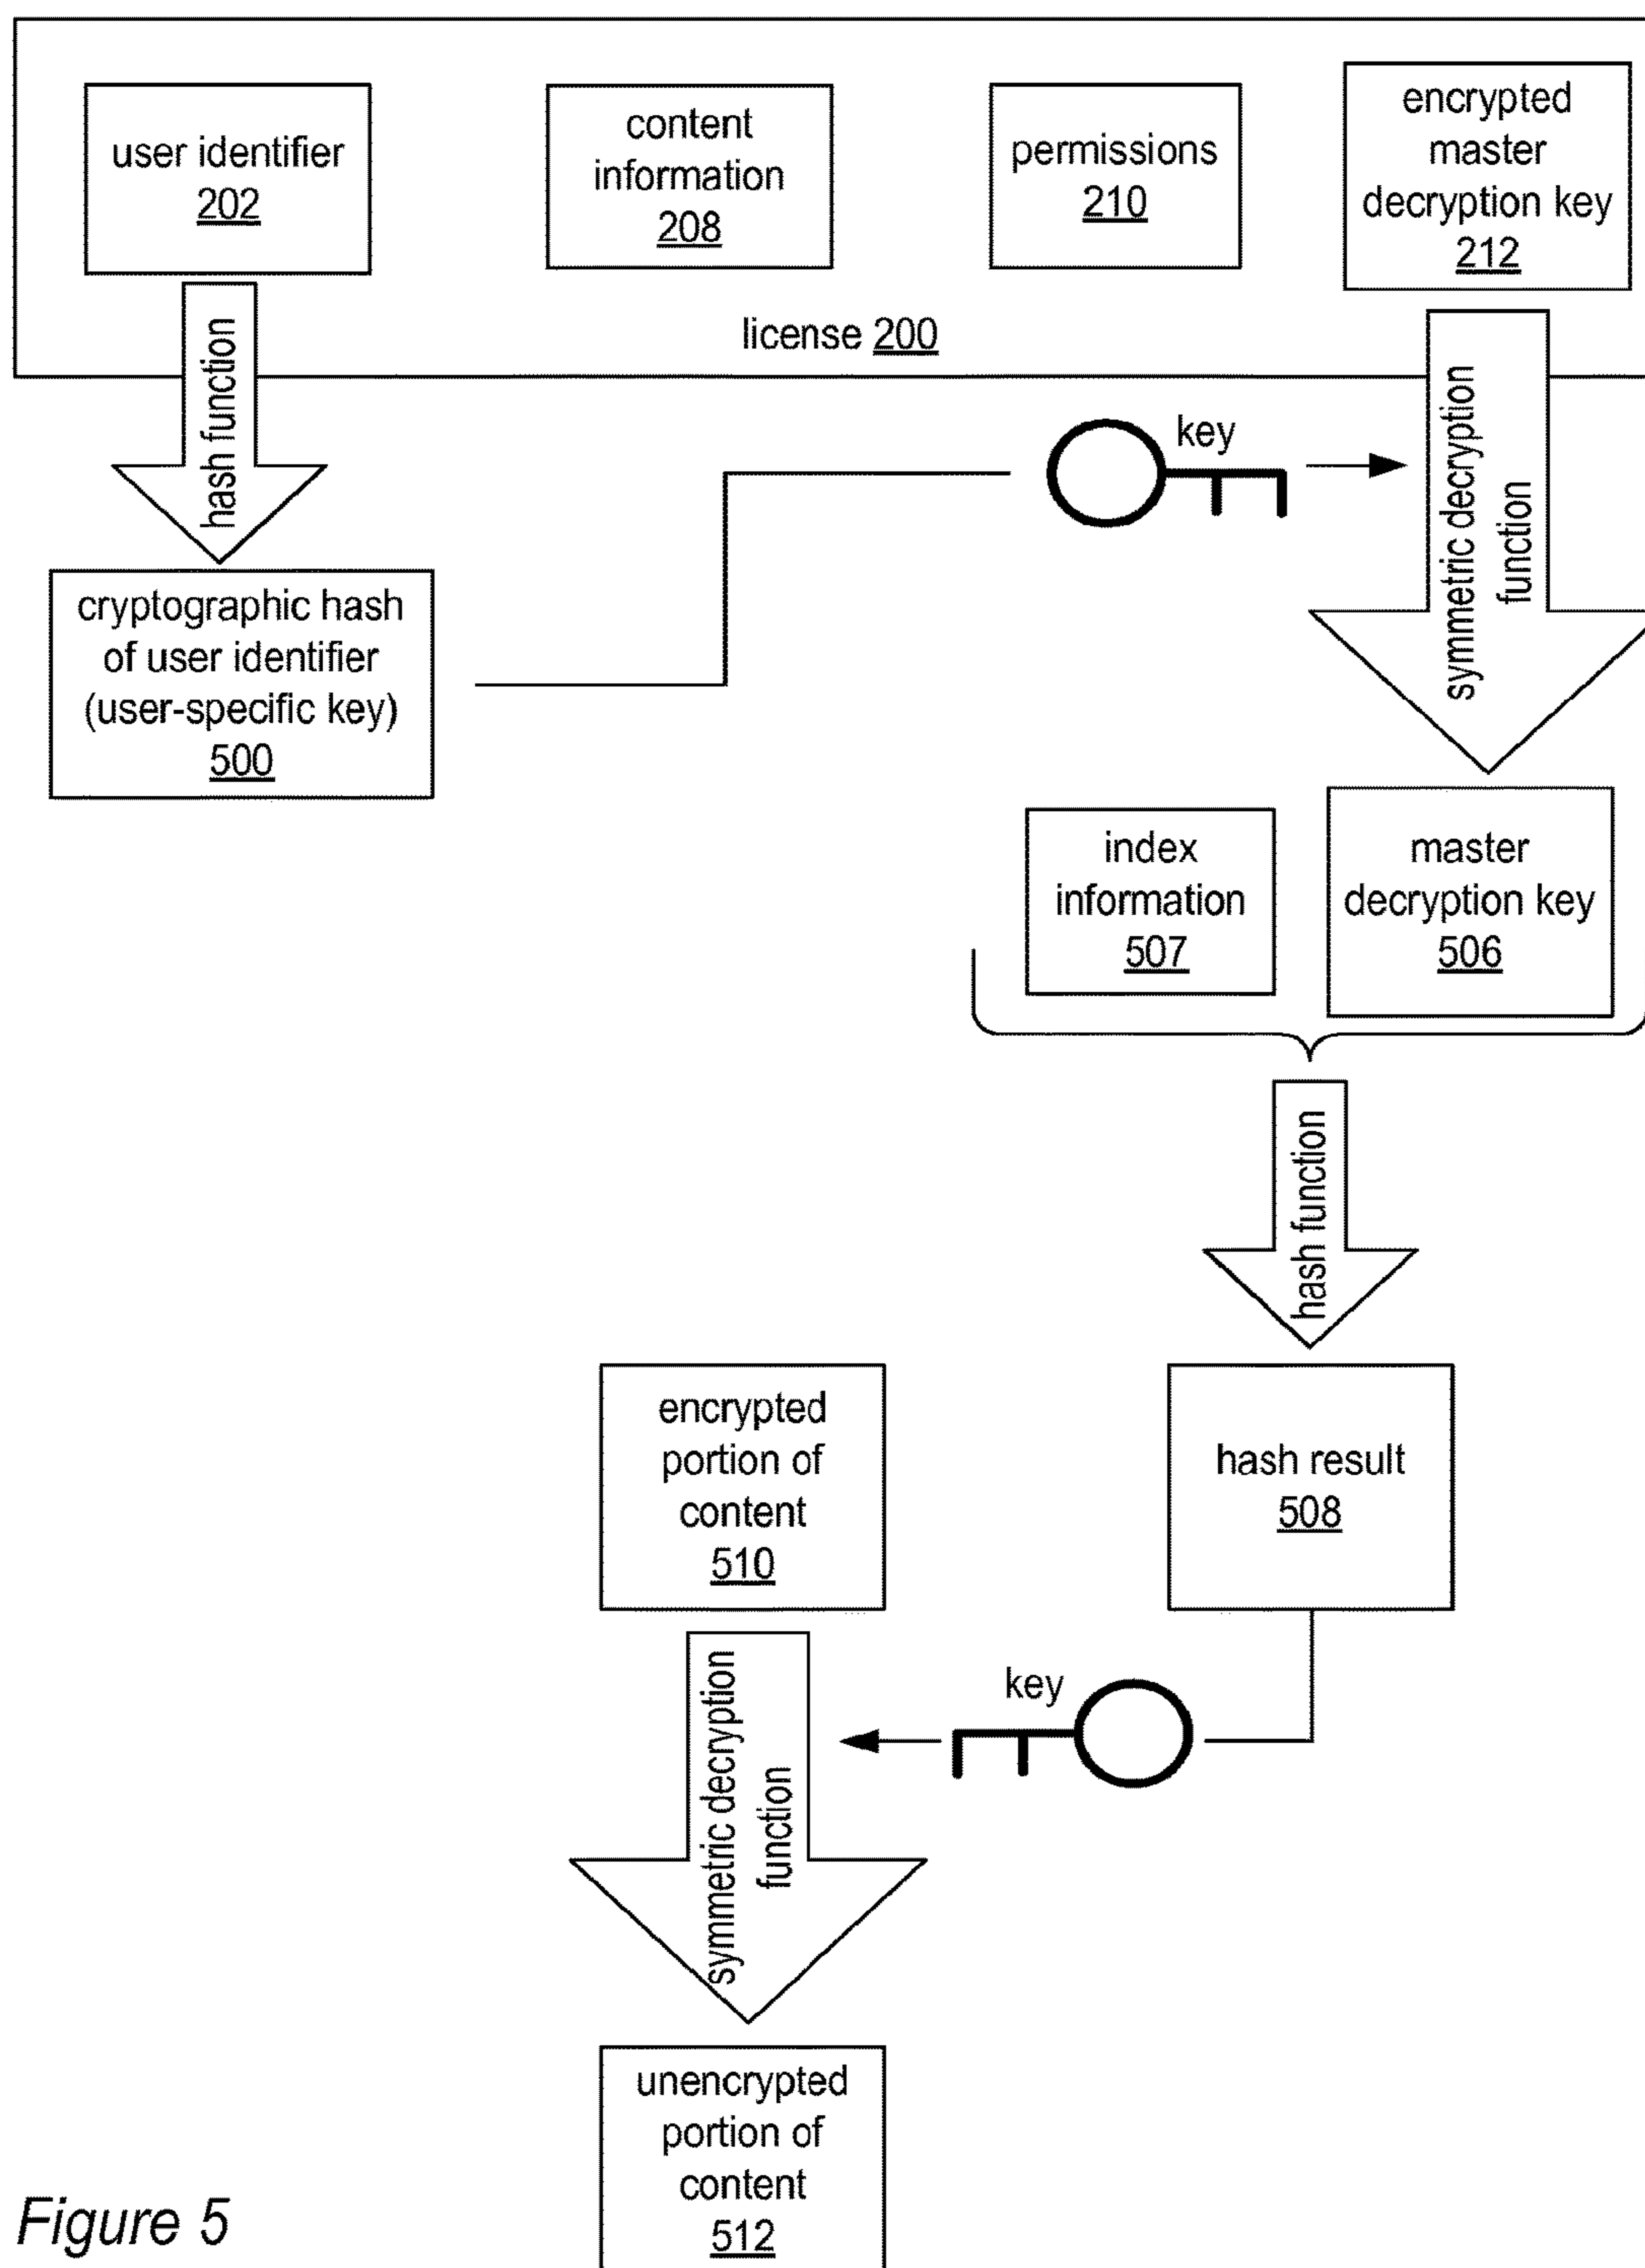 user identifier
202
content
information
208
permissions
210
encrypted
master
decryption key
212
license 200
hash function
symmetric decryption
function
key
cryptographic hash
of user identifier
(user-specific key)
500
index
information
507
master
decryption key
506
hash function
encrypted
portion of
content
510
hash result
508
key
symmetric decryption
function
unencrypted
portion of
content
512
Figure 5